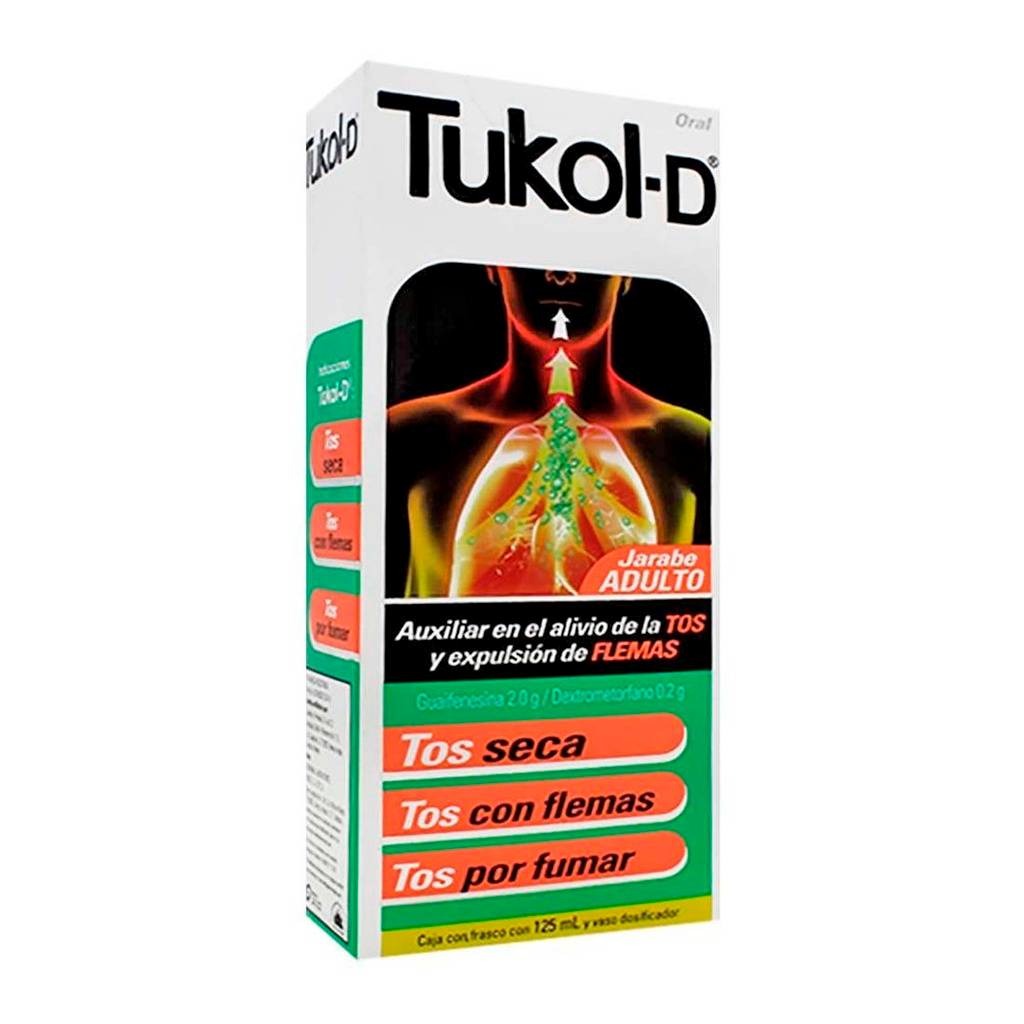 Oral
Tukol-D®
Jarabe
ADULTO
Auxiliar en el alivio de la TOS
y expulsión de FLEMAS
Guaifenesina 2.0 g / Dextrometorfano 0.2 g
Tos seca
Tos con flemas
Tos por fumar
Caja con frasco con 125 mL y vaso dosificador
Tukol-D
Indicaciones
Tukol-D
Tos
seca
Tos
con flemas
Tos
por fumar